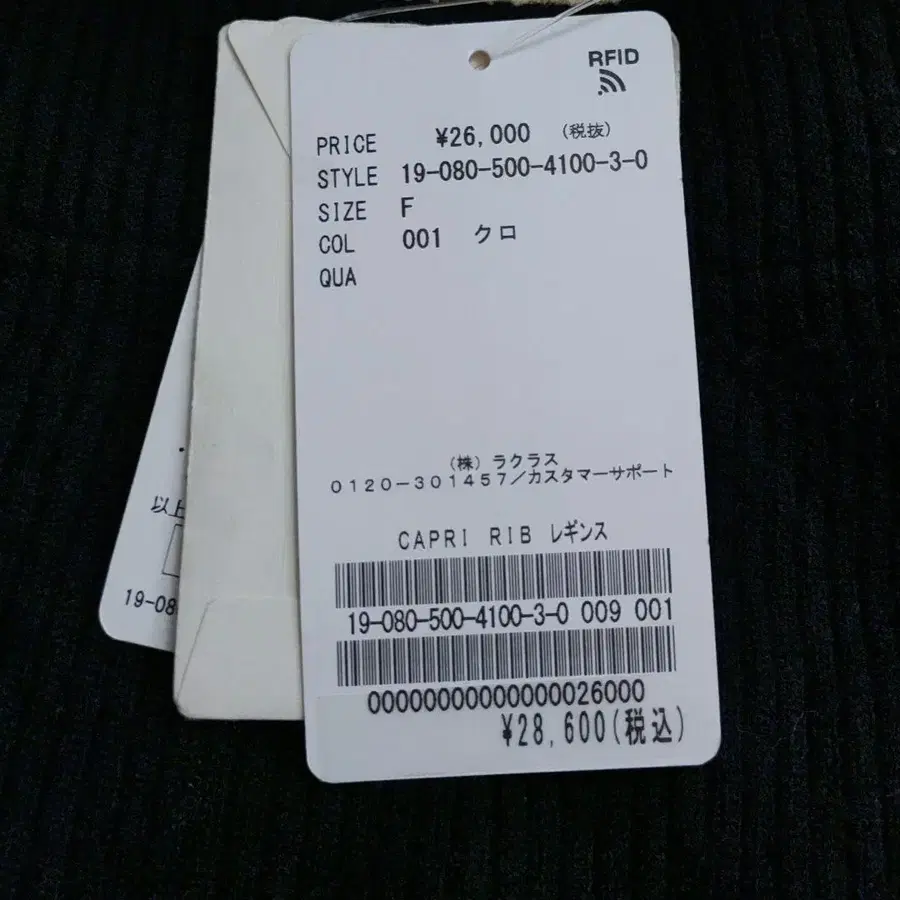 RFID
PRICE ¥26,000 (税抜)
STYLE 19-080-500-4100-3-0
SIZE F
COL 001 クロ
QUA
(株) ラクラス
0120-301457/カスタマーサポート
CAPRI RIB レギンス
19-080-500-4100-3-0 009 001
00000000000000026000
¥28,600(税込)
以上
19-08